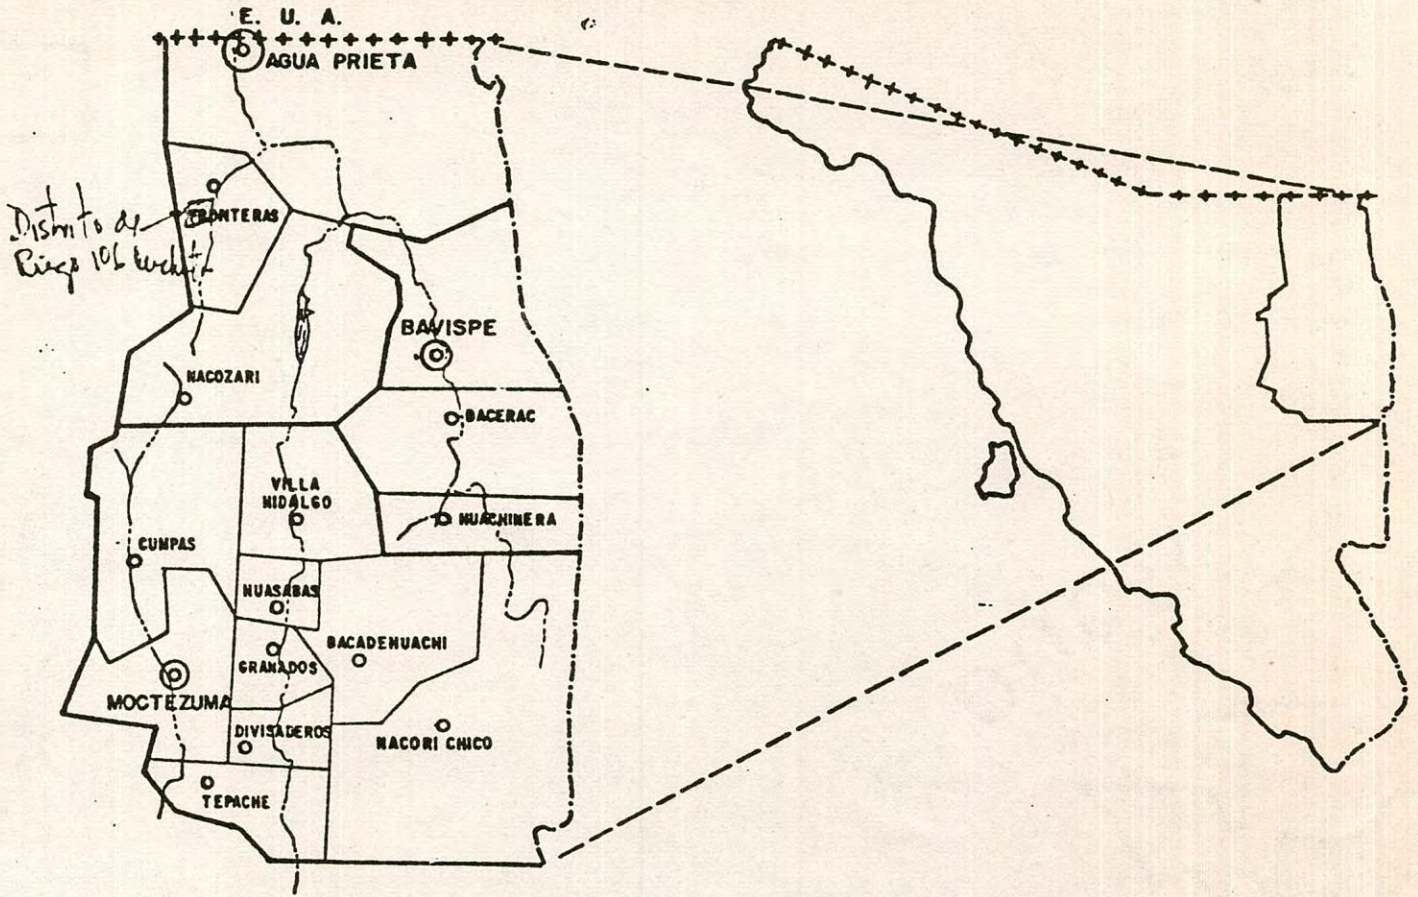 E. U. A.
AGUA PRIETA
FRONTERAS
Distrito de
Riego 106
BAVISPE
NACOZARI
BACERAC
VILLA
HIDALGO
HUACHINERA
CUMPAS
HUASABAS
BACADEHUACHI
GRANADOS
MOCTEZUMA
DIVISADEROS
NACORI CHICO
TEPACHE